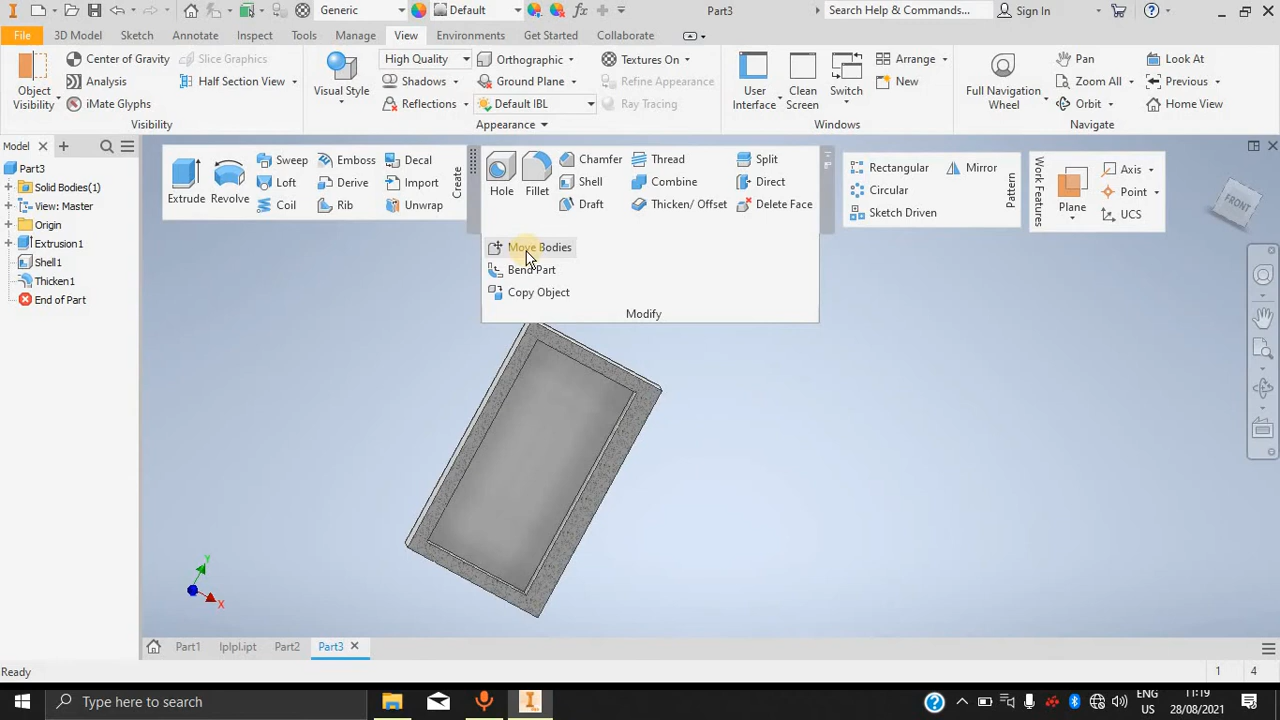 Generic
Default
fx
Part3
Search Help & Commands...
Sign In
File
3D Model
Sketch
Annotate
Inspect
Tools
Manage
View
Environments
Get Started
Collaborate
Object
Visibility
Center of Gravity
Analysis
iMate Glyphs
Slice Graphics
Half Section View
Visibility
Visual Style
High Quality
Shadows
Reflections
Orthographic
Ground Plane
Default IBL
Textures On
Refine Appearance
Ray Tracing
Appearance
User
Interface
Clean
Screen
Switch
Arrange
New
Windows
Full Navigation
Wheel
Pan
Zoom All
Orbit
Look At
Previous
Home View
Navigate
Model
Part3
Solid Bodies(1)
View: Master
Origin
Extrusion1
Shell1
Thicken1
End of Part
Extrude
Revolve
Sweep
Loft
Coil
Emboss
Derive
Rib
Decal
Import
Unwrap
Create
Hole
Fillet
Chamfer
Shell
Draft
Thread
Combine
Thicken/ Offset
Split
Direct
Delete Face
Move Bodies
Bend Part
Copy Object
Modify
Rectangular
Circular
Sketch Driven
Mirror
Pattern
Work Features
Plane
Axis
Point
UCS
FRONT
Y
X
Part1
lplpl.ipt
Part2
Part3
Ready
1
4
Type here to search
ENG
US
11:19
28/08/2021